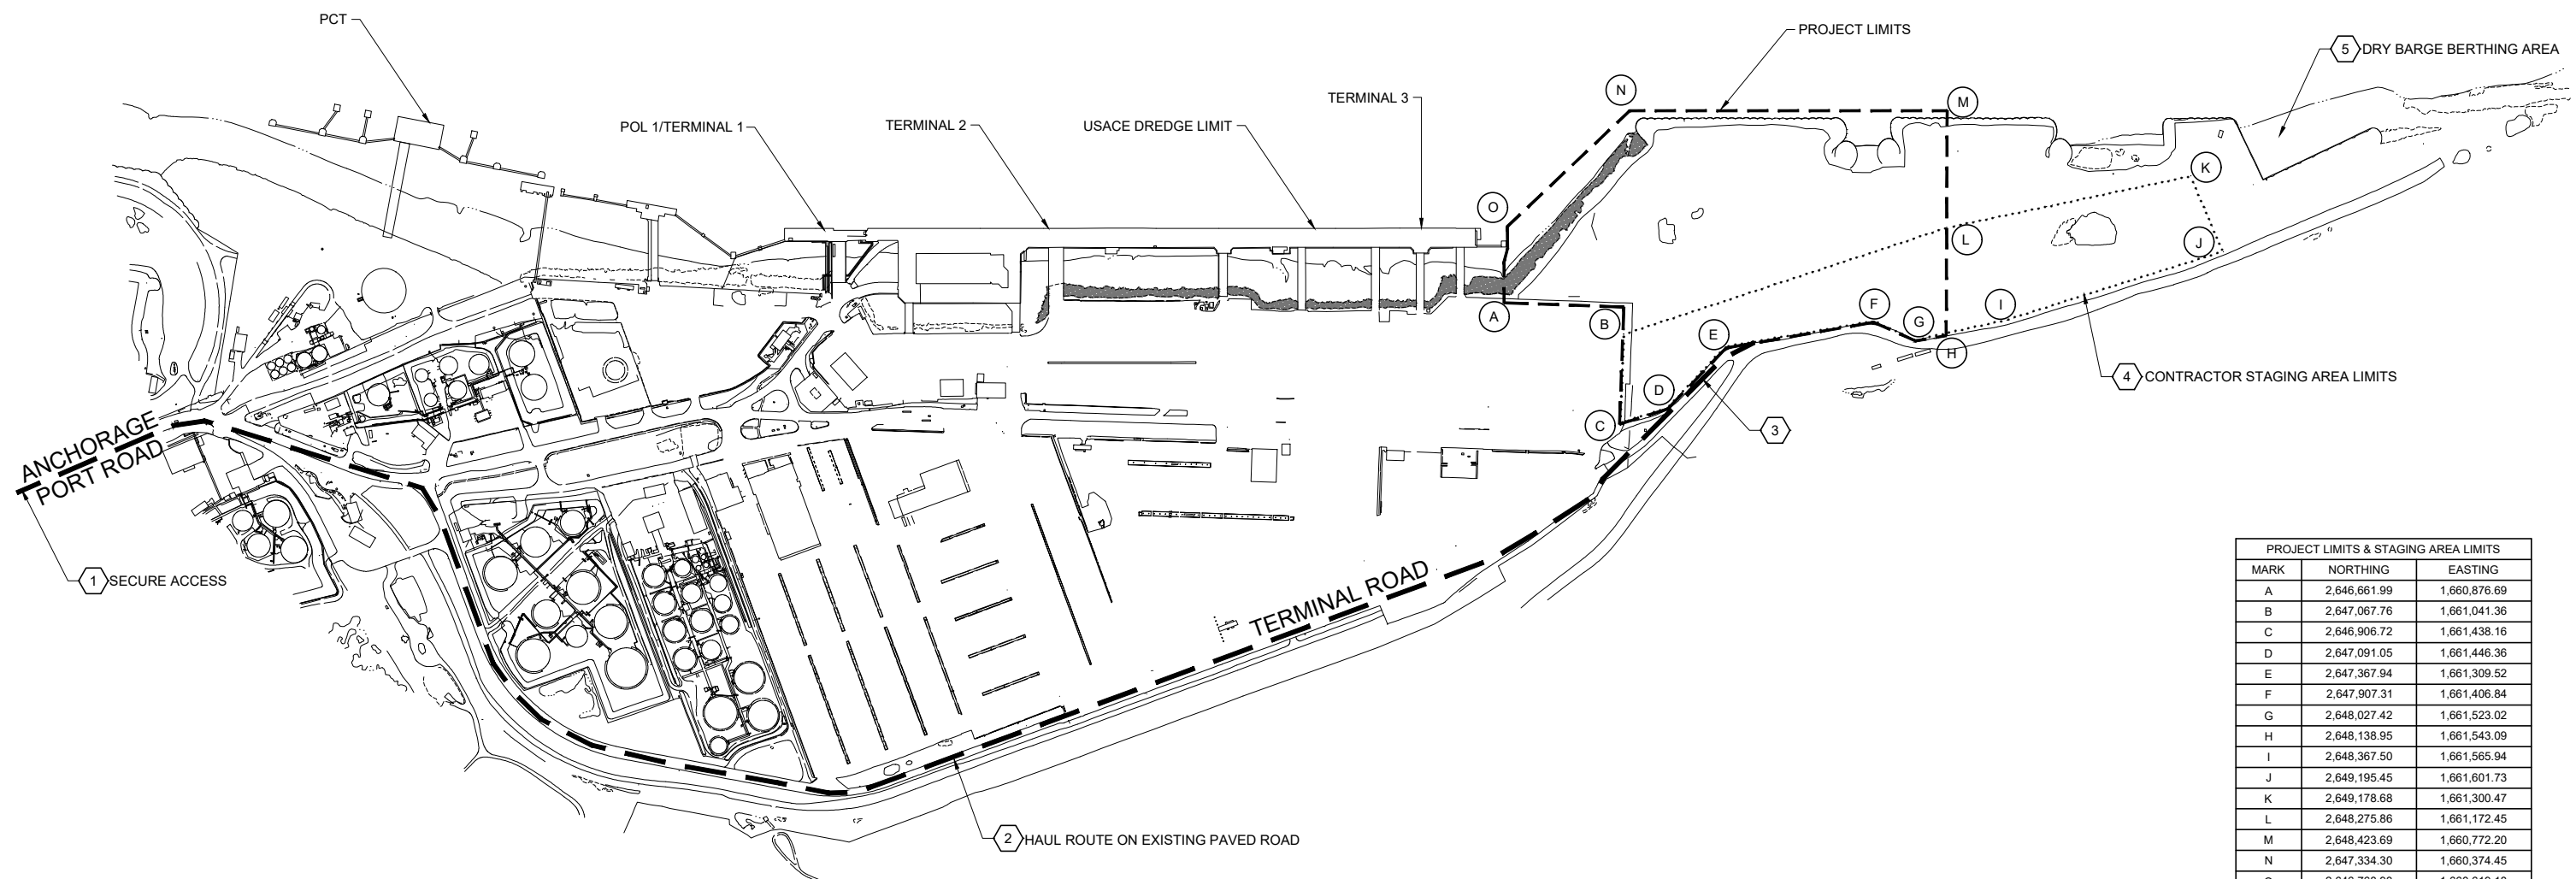 PCT
PROJECT LIMITS
5 DRY BARGE BERTHING AREA
TERMINAL 3
POL 1/TERMINAL 1
TERMINAL 2
USACE DREDGE LIMIT
N
M
K
O
L
J
A
B
F
G
I
E
H
D
C
4 CONTRACTOR STAGING AREA LIMITS
3
ANCHORAGE
PORT ROAD
1 SECURE ACCESS
TERMINAL ROAD
2 HAUL ROUTE ON EXISTING PAVED ROAD
PROJECT LIMITS & STAGING AREA LIMITS
MARK NORTHING EASTING
A 2,646,661.99 1,660,876.69
B 2,647,067.76 1,661,041.36
C 2,646,906.72 1,661,438.16
D 2,647,091.05 1,661,446.36
E 2,647,367.94 1,661,309.52
F 2,647,907.31 1,661,406.84
G 2,648,027.42 1,661,523.02
H 2,648,138.95 1,661,543.09
I 2,648,367.50 1,661,565.94
J 2,649,195.45 1,661,601.73
K 2,649,178.68 1,661,300.47
L 2,648,275.86 1,661,172.45
M 2,648,423.69 1,660,772.20
N 2,647,334.30 1,660,374.45